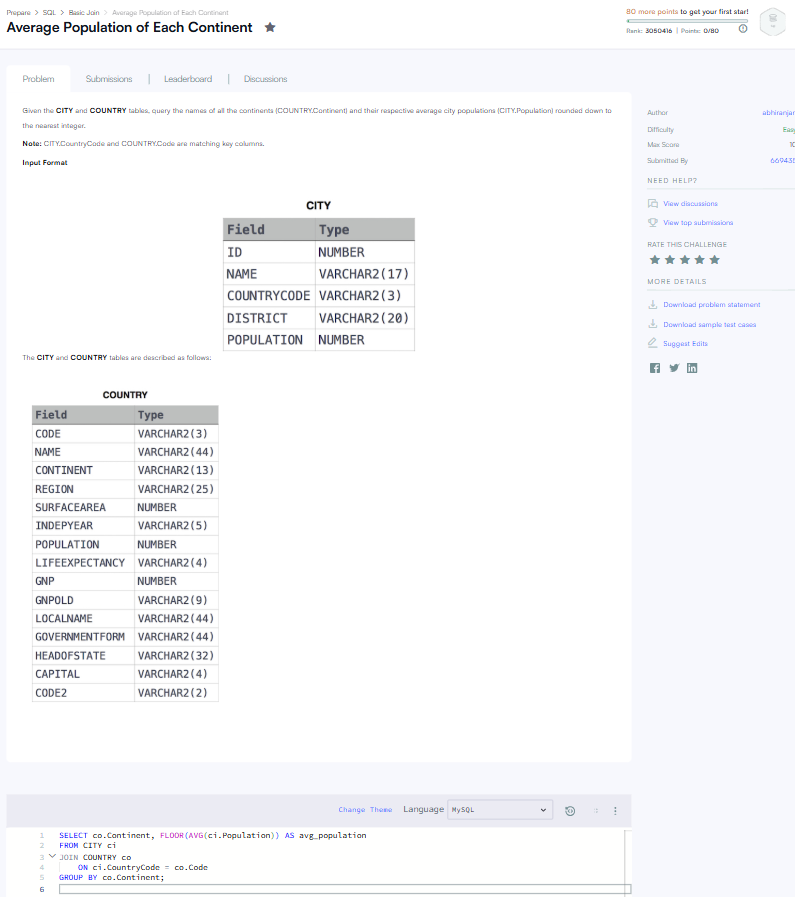 Prepare > SQL > Basic Join > Average Population of Each Continent
Average Population of Each Continent
80 more points to get your first star!
Rank: 3050416 | Points: 0/80
Problem
Submissions
|
Leaderboard
|
Discussions
Given the CITY and COUNTRY tables, query the names of all the continents (COUNTRY.Continent) and their respective average city populations (CITY.Population) rounded down to
the nearest integer.
Note: CITY.CountryCode and COUNTRY.Code are matching key columns.
Input Format
CITY
Field Type
ID NUMBER
NAME VARCHAR2(17)
COUNTRYCODE VARCHAR2(3)
DISTRICT VARCHAR2(20)
POPULATION NUMBER
The CITY and COUNTRY tables are described as follows:
COUNTRY
Field Type
CODE VARCHAR2(3)
NAME VARCHAR2(44)
CONTINENT VARCHAR2(13)
REGION VARCHAR2(25)
SURFACEAREA NUMBER
INDEPYEAR VARCHAR2(5)
POPULATION NUMBER
LIFEEXPECTANCY VARCHAR2(4)
GNP NUMBER
GNPOLD VARCHAR2(9)
LOCALNAME VARCHAR2(44)
GOVERNMENTFORM VARCHAR2(44)
HEADOFSTATE VARCHAR2(32)
CAPITAL VARCHAR2(4)
CODE2 VARCHAR2(2)
Author abhiranjan
Difficulty Easy
Max Score 10
Submitted By 669435
NEED HELP?
View discussions
View top submissions
RATE THIS CHALLENGE
MORE DETAILS
Download problem statement
Download sample test cases
Suggest Edits
Change Theme Language MySQL
1 SELECT co.Continent, FLOOR(AVG(ci.Population)) AS avg_population
2 FROM CITY ci
3 JOIN COUNTRY co
4 ON ci.CountryCode = co.Code
5 GROUP BY co.Continent;
6